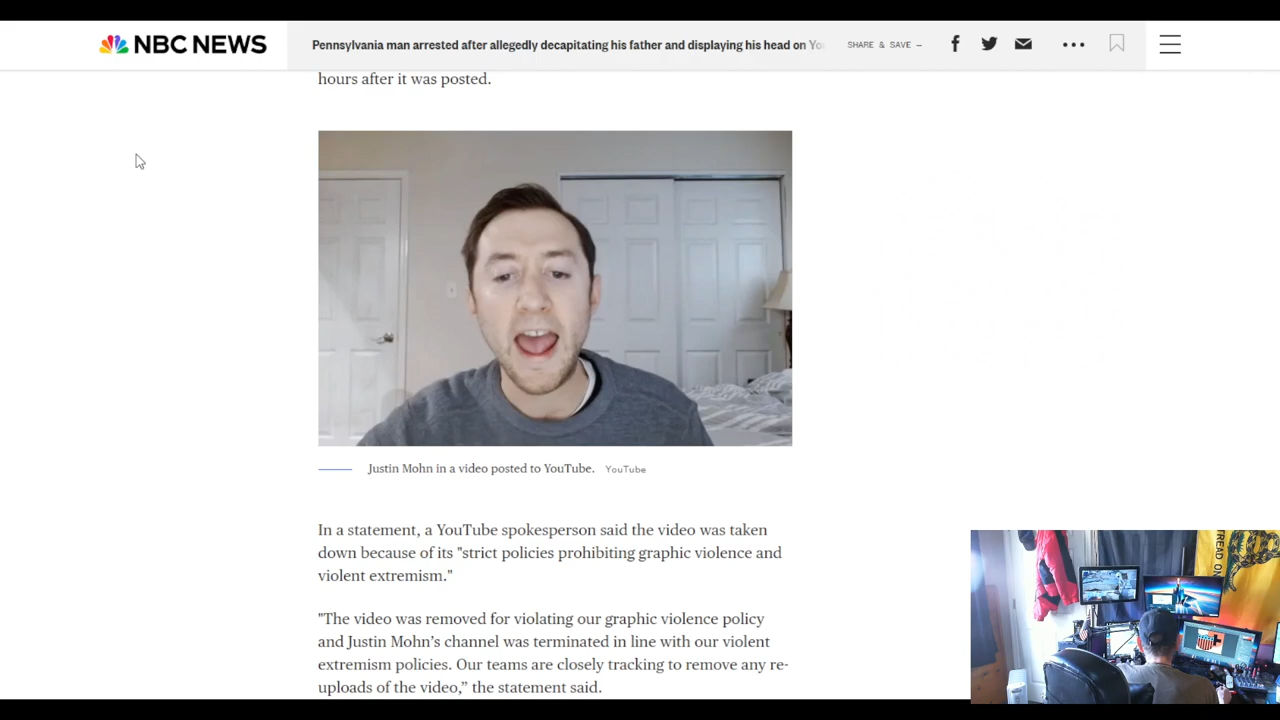 NBC NEWS
Pennsylvania man arrested after allegedly decapitating his father and displaying his head on
SHARE & SAVE –
hours after it was posted.
Justin Mohn in a video posted to YouTube. YouTube
In a statement, a YouTube spokesperson said the video was taken
down because of its "strict policies prohibiting graphic violence and
violent extremism."
"The video was removed for violating our graphic violence policy
and Justin Mohn’s channel was terminated in line with our violent
extremism policies. Our teams are closely tracking to remove any re-
uploads of the video,” the statement said.
TREAD ON